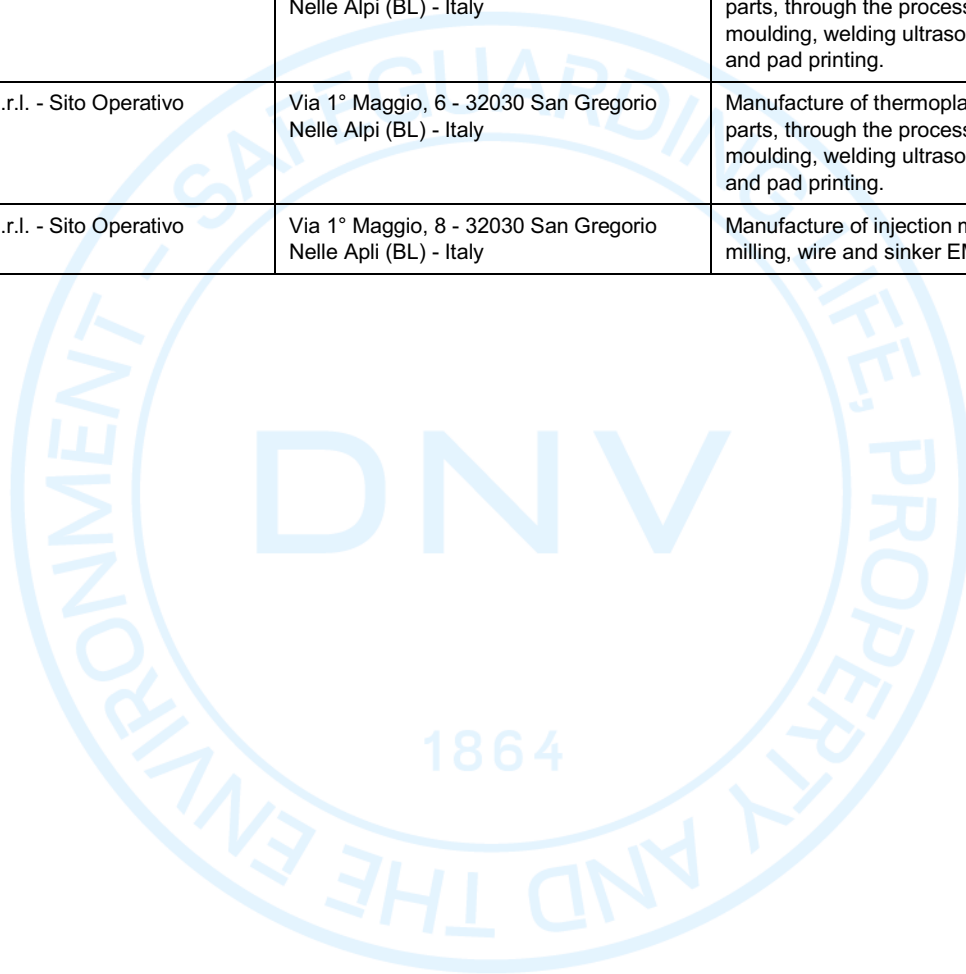 Nelle Alpi (BL) - Italy
parts, through the process
moulding, welding ultraso
and pad printing.
.r.l. - Sito Operativo
Via 1° Maggio, 6 - 32030 San Gregorio
Nelle Alpi (BL) - Italy
Manufacture of thermopla
parts, through the process
moulding, welding ultraso
and pad printing.
.r.l. - Sito Operativo
Via 1° Maggio, 8 - 32030 San Gregorio
Nelle Apli (BL) - Italy
Manufacture of injection m
milling, wire and sinker EM
SAFEGUARDING LIFE, PROPERTY AND THE ENVIRONMENT -
DNV
1864